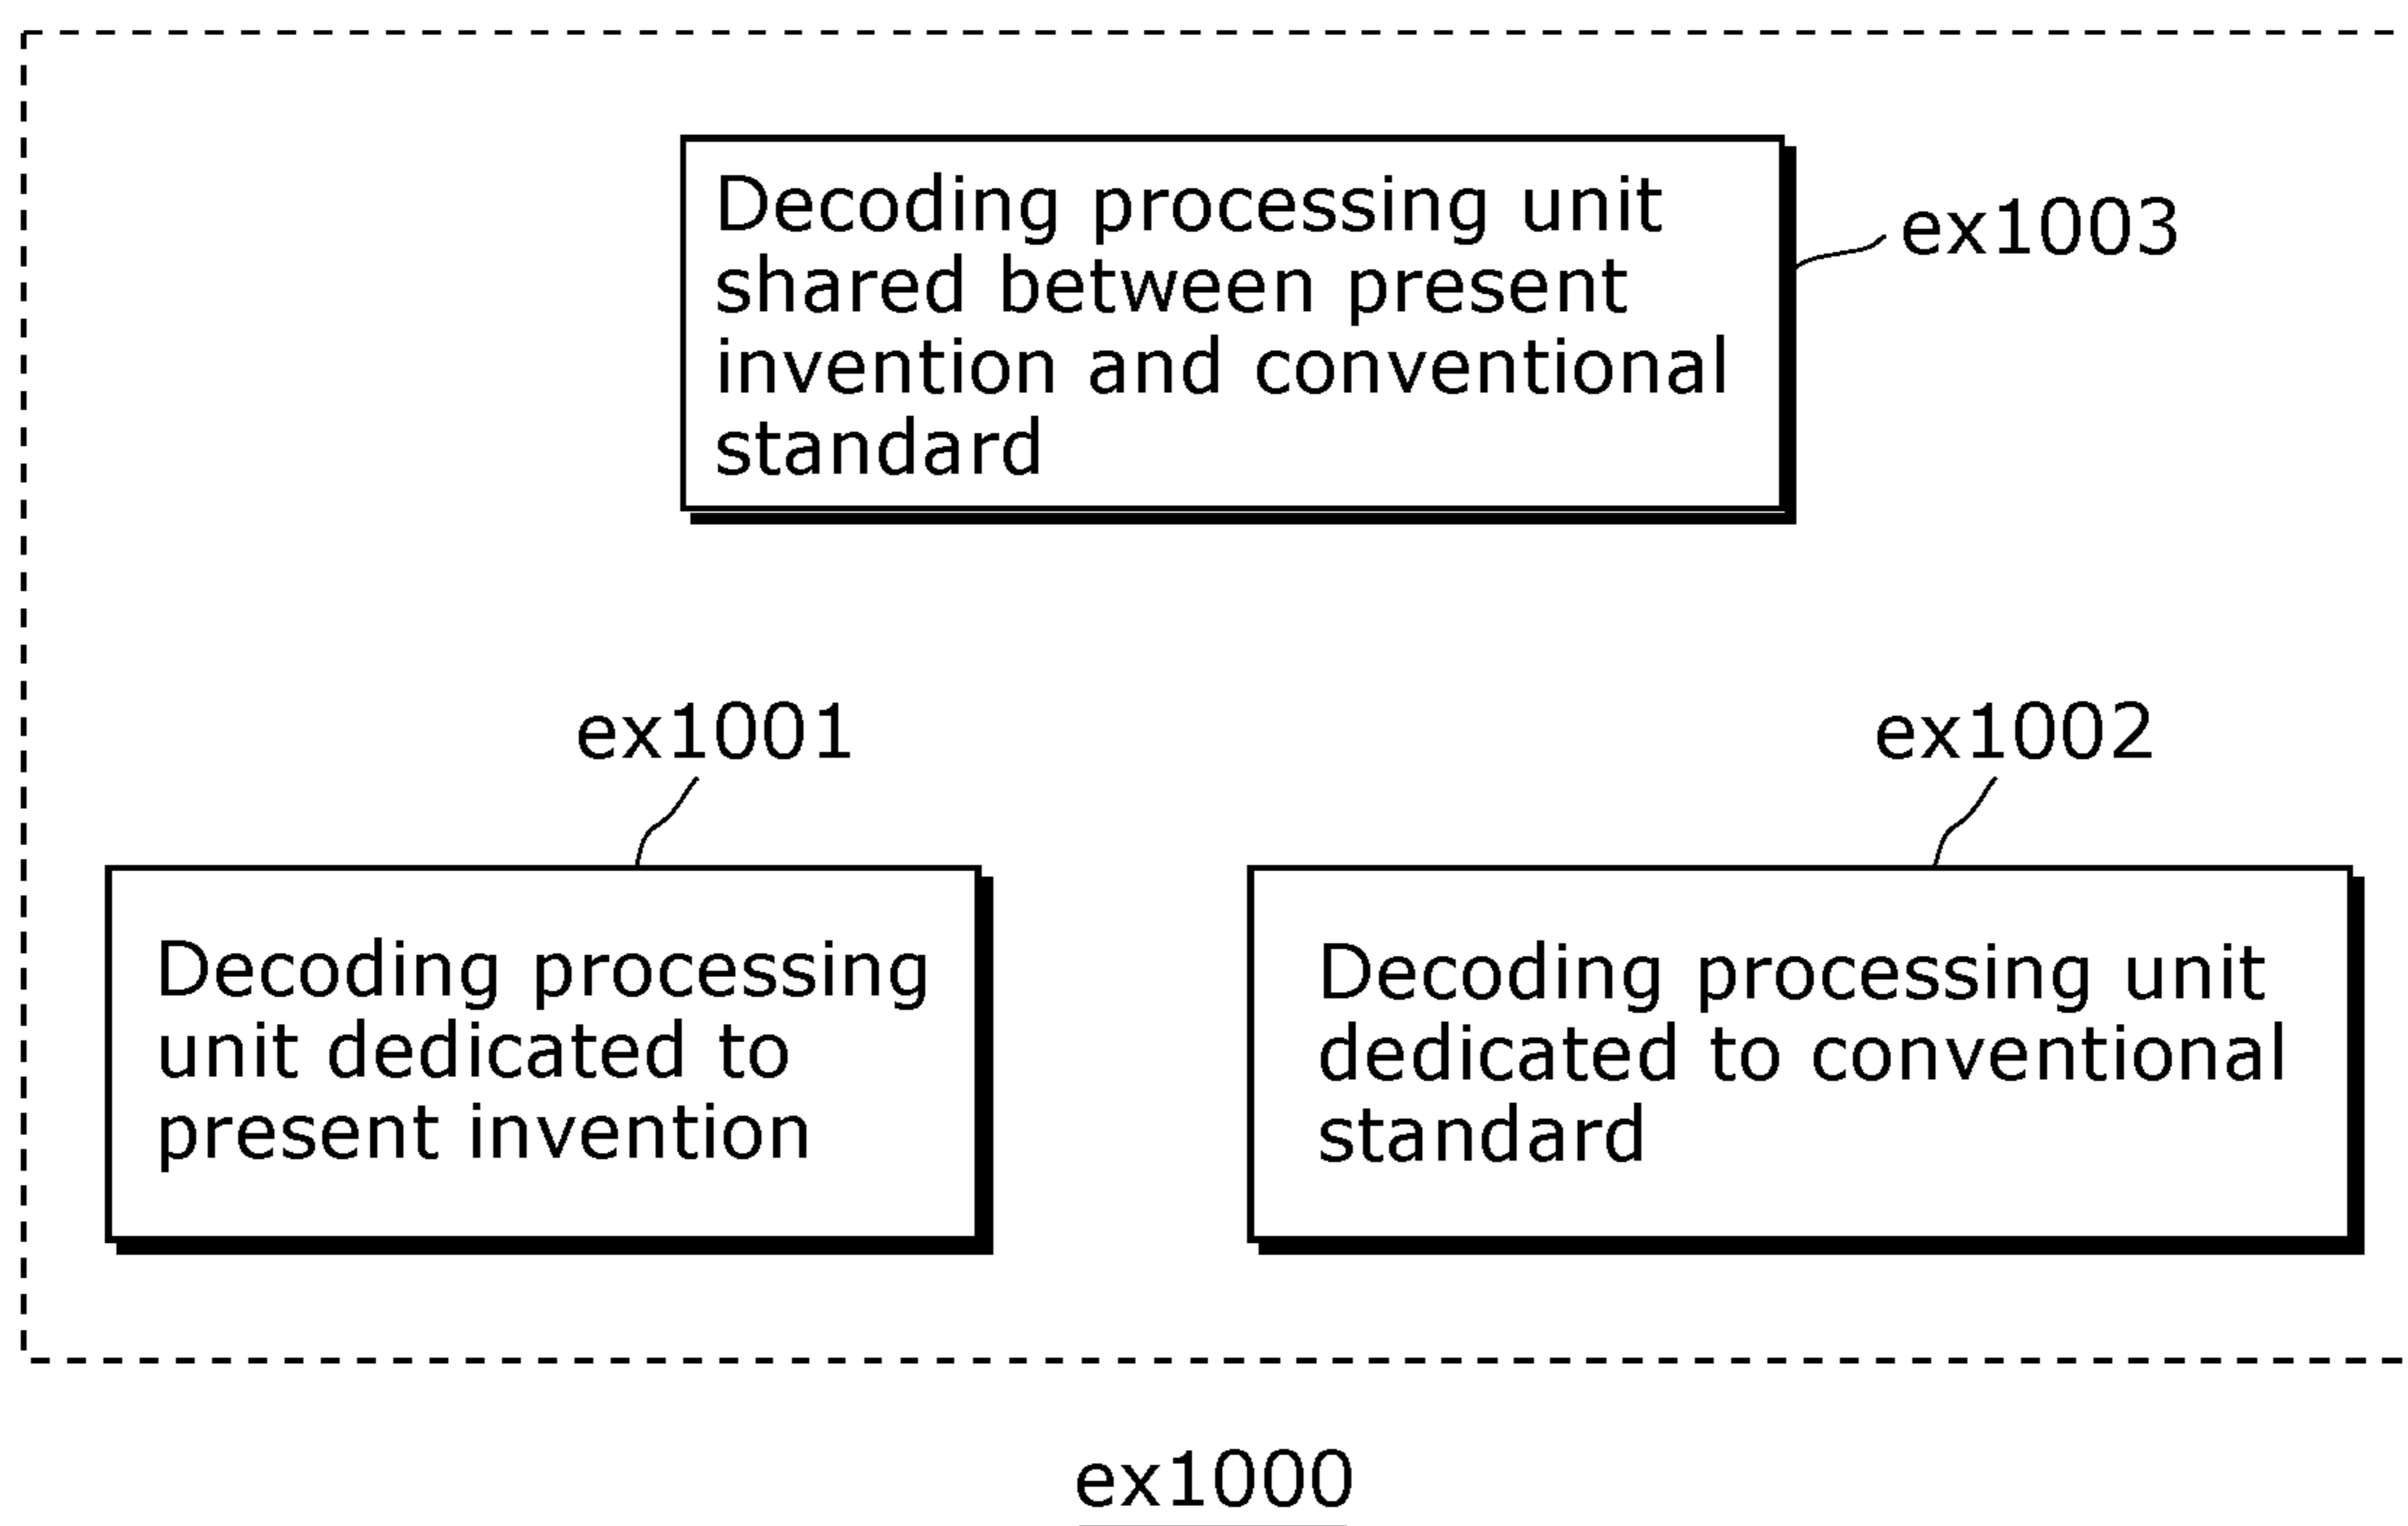 Decoding processing unit
shared between present
invention and conventional
standard
ex1003
ex1001
ex1002
Decoding processing
unit dedicated to
present invention
Decoding processing unit
dedicated to conventional
standard
ex1000